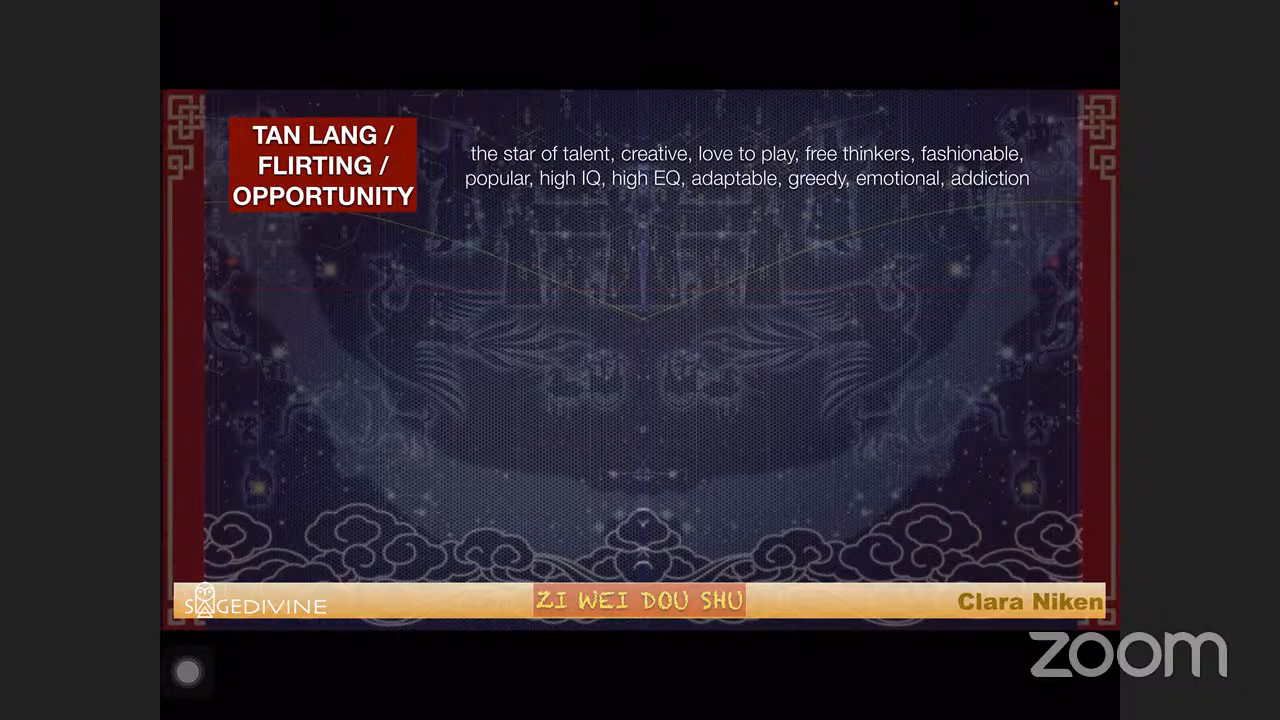 TAN LANG /
FLIRTING /
OPPORTUNITY
the star of talent, creative, love to play, free thinkers, fashionable,
popular, high IQ, high EQ, adaptable, greedy, emotional, addiction
SAGEDIVINE
ZI WEI DOU SHU
Clara Niken
zoom